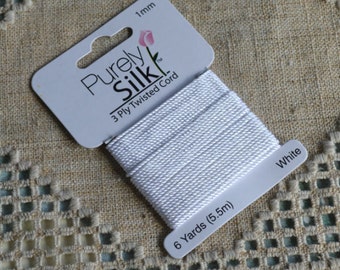 1mm
Purely
Silk
3 Ply Twisted Cord
6 Yards (5.5m)
White